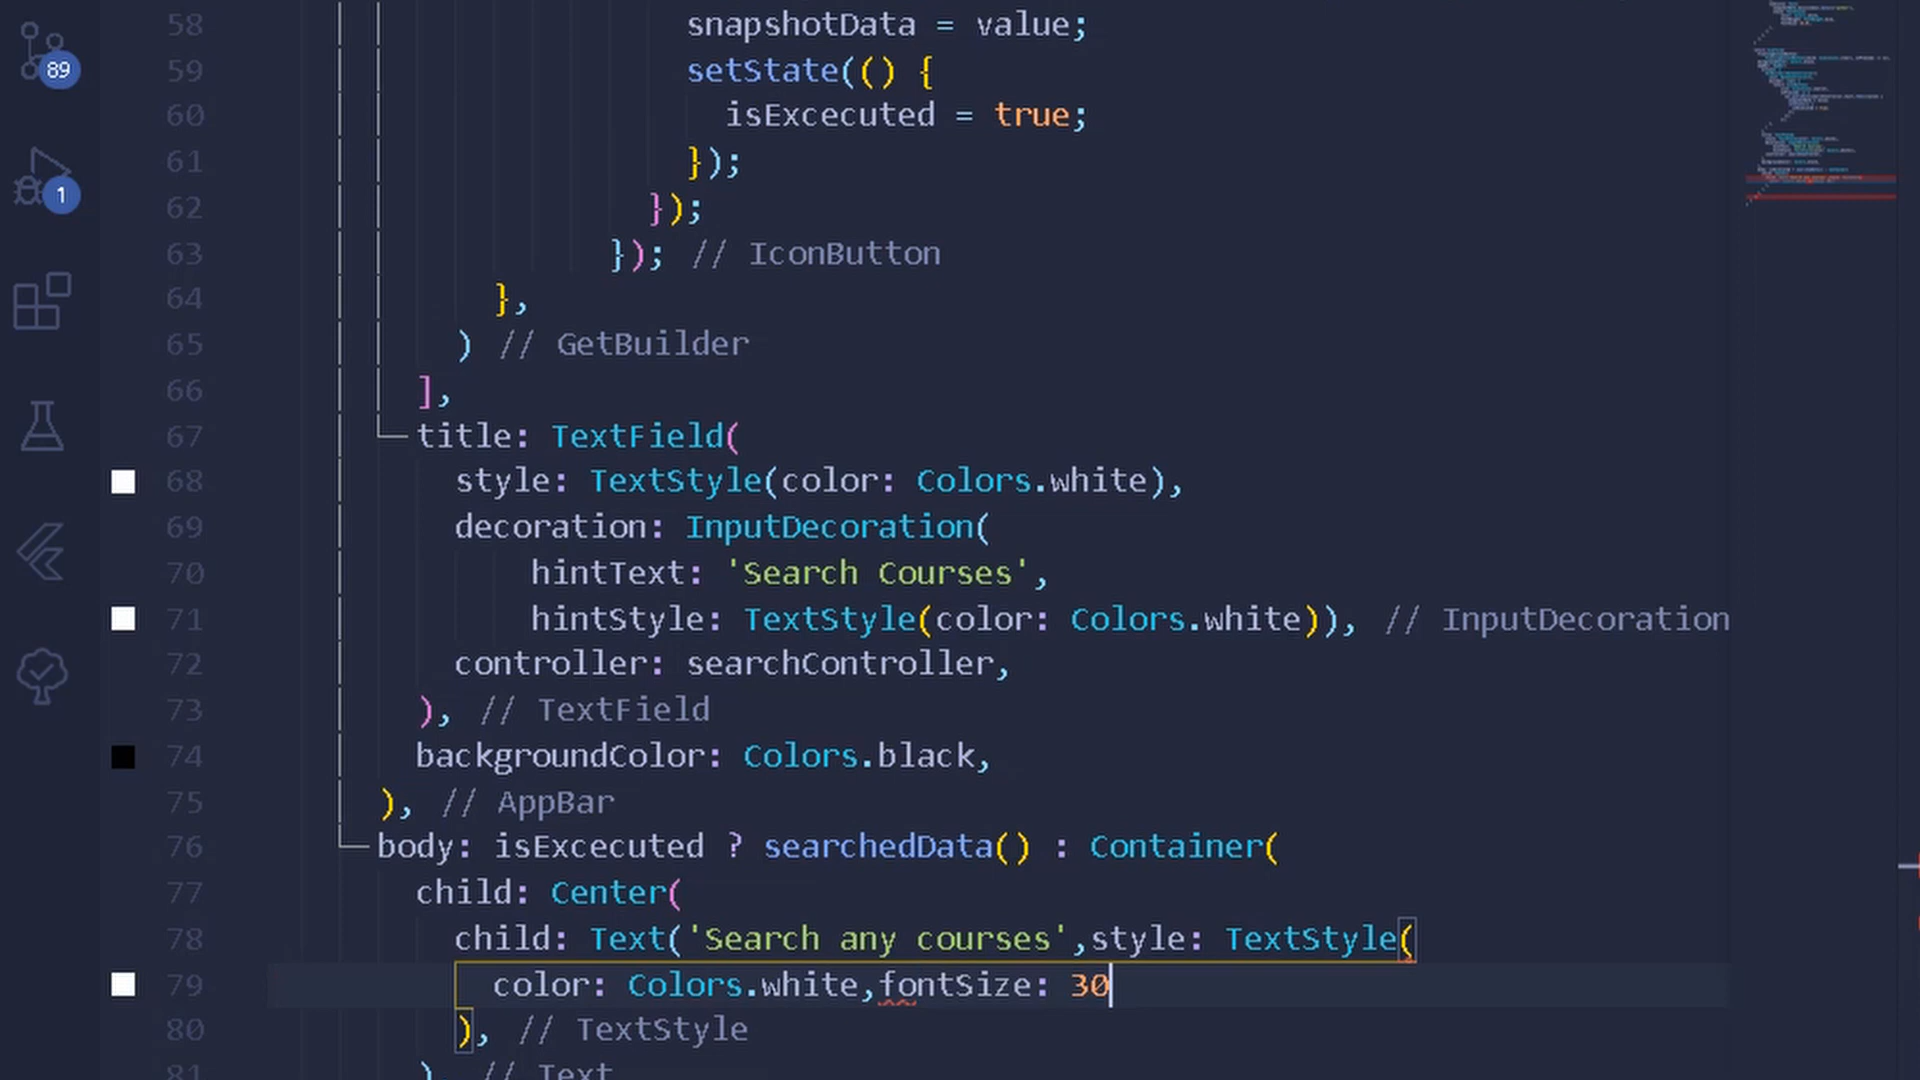 89
1
58 snapshotData = value;
59 setState(() {
60 isExcecuted = true;
61 });
62 });
63 }); // IconButton
64 },
65 ) // GetBuilder
66 ],
67 title: TextField(
68 style: TextStyle(color: Colors.white),
69 decoration: InputDecoration(
70 hintText: 'Search Courses',
71 hintStyle: TextStyle(color: Colors.white)), // InputDecoration
72 controller: searchController,
73 ), // TextField
74 backgroundColor: Colors.black,
75 ), // AppBar
76 body: isExcecuted ? searchedData() : Container(
77 child: Center(
78 child: Text('Search any courses',style: TextStyle(
79 color: Colors.white,fontSize: 30
80 ), // TextStyle
81 ), // Text